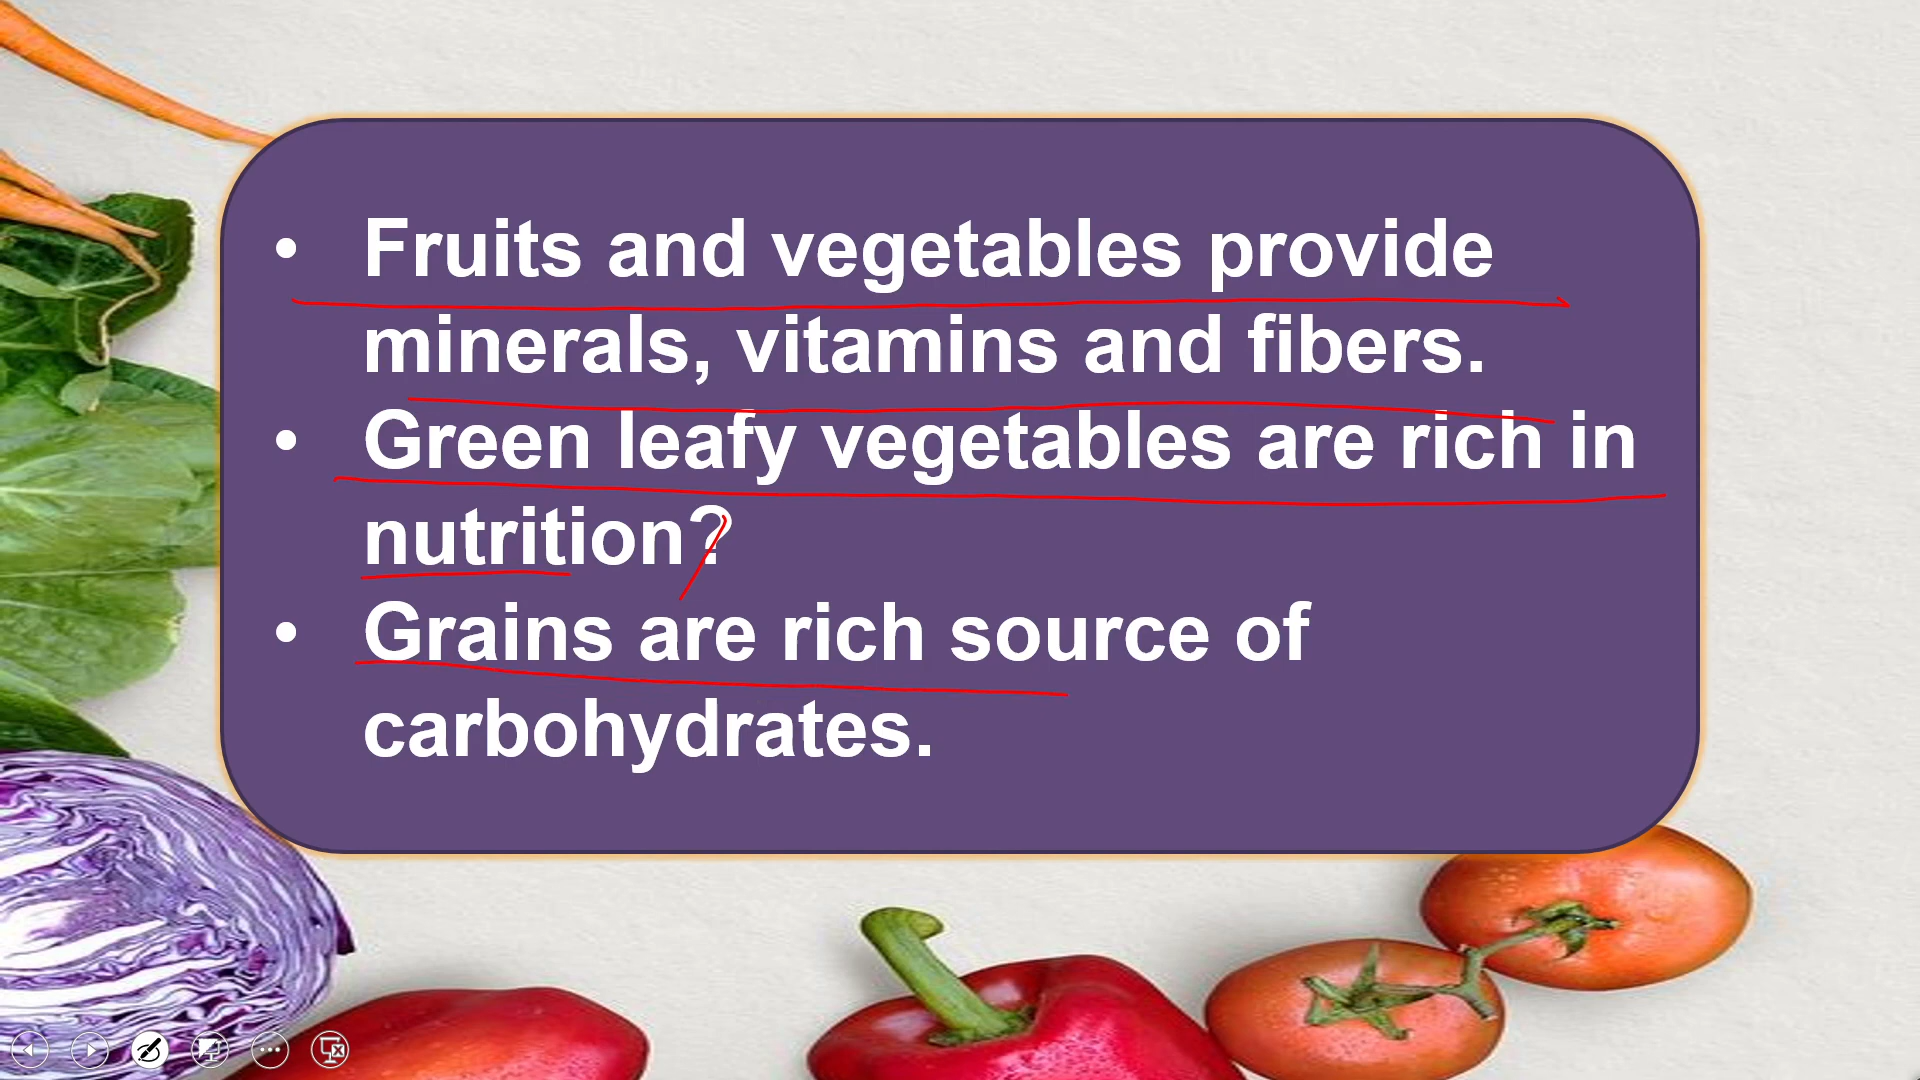 • Fruits and vegetables provide
minerals, vitamins and fibers.
• Green leafy vegetables are rich in
nutrition?
• Grains are rich source of
carbohydrates.